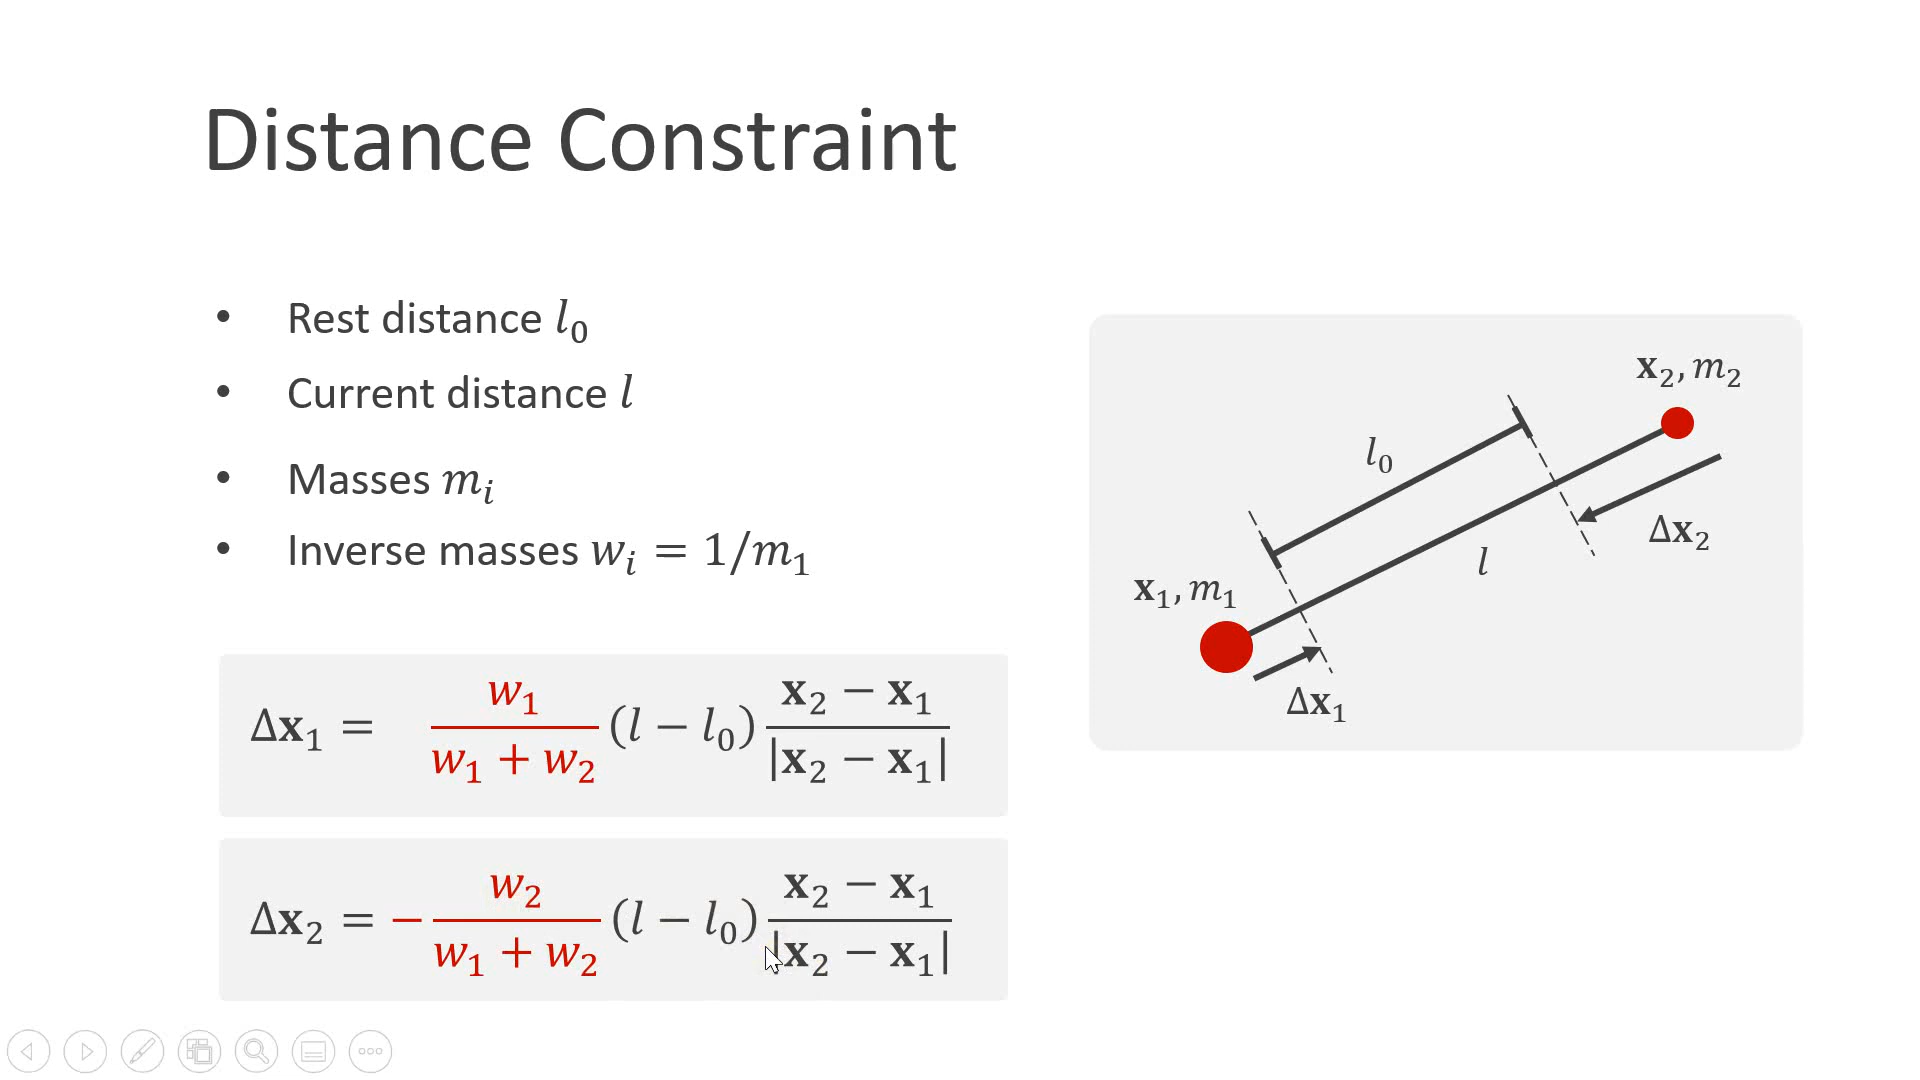 Distance Constraint
• Rest distance l₀
• Current distance l
• Masses mᵢ
• Inverse masses wᵢ = 1/m₁
Δx₁ = w₁/(w₁ + w₂) (l − l₀) (x₂ − x₁)/|x₂ − x₁|
Δx₂ = − w₂/(w₁ + w₂) (l − l₀) (x₂ − x₁)/|x₂ − x₁|
x₂, m₂
l₀
Δx₂
l
x₁, m₁
Δx₁